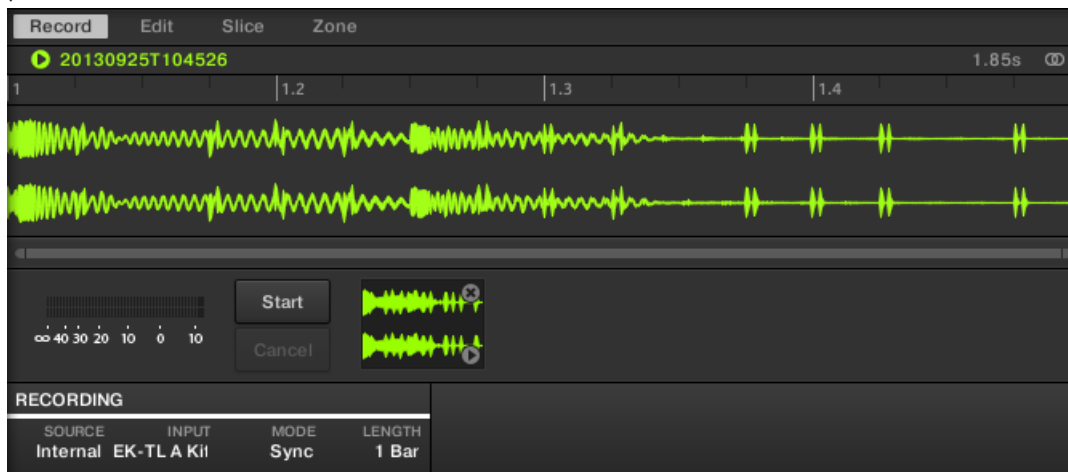 Record Edit Slice Zone
20130925T104526 1.85s
1 1.2 1.3 1.4
Start
∞ 40 30 20 10 0 10
Cancel
RECORDING
SOURCE INPUT MODE LENGTH
Internal EK-TL A Kit Sync 1 Bar